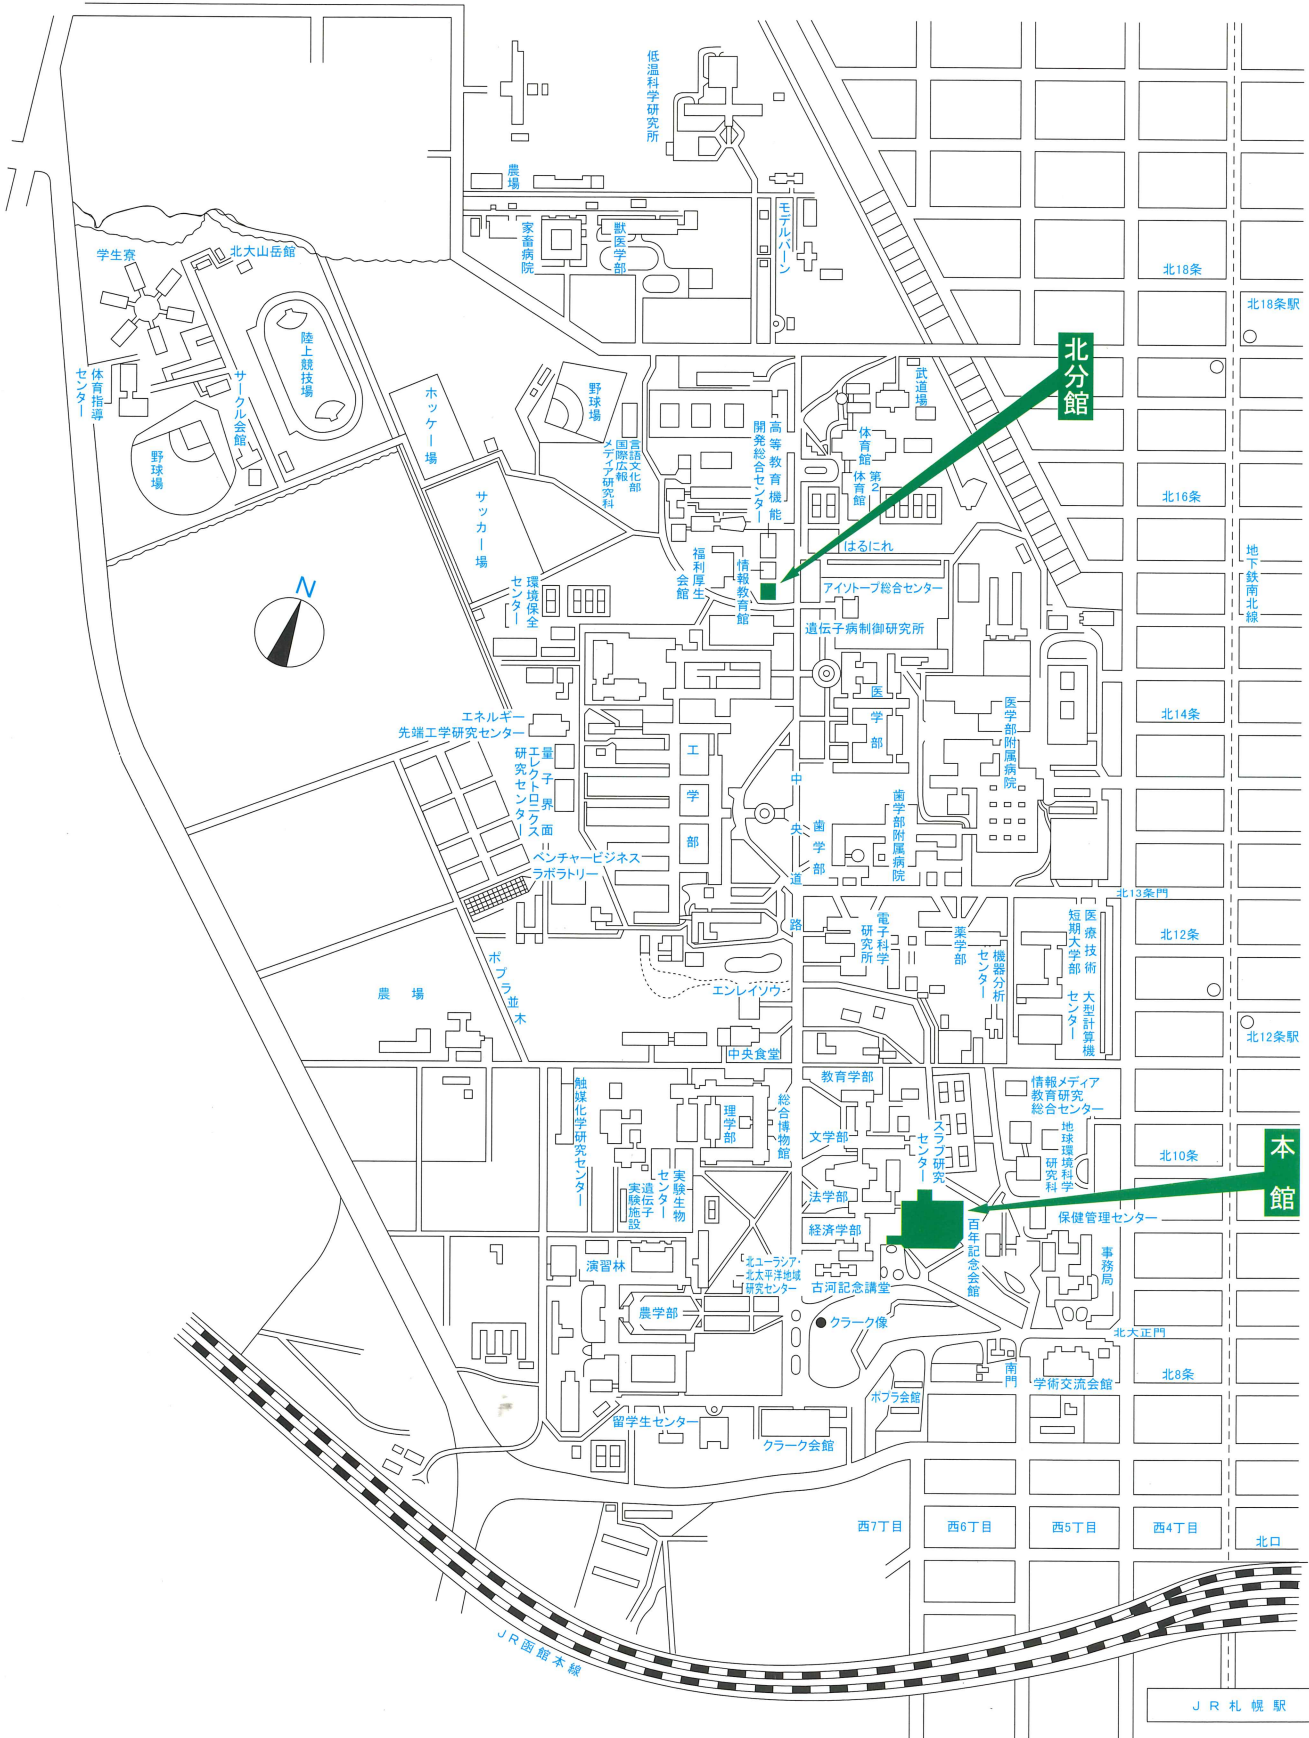 低温科学研究所
農場
家畜病院
獣医学部
モデルバーン
学生寮
北大山岳館
北18条
北18条駅
陸上競技場
体育指導
センター
サークル会館
野球場
ホッケー場
野球場
言語文化部
国際広報
メディア研究科
高等教育機能
開発総合センター
武道場
体育館
第2
体育館
北分館
サッカー場
北16条
地下鉄南北線
はるにれ
福利厚生
会館
情報教育館
アイソトープ総合センター
遺伝子病制御研究所
環境保全
センター
N
医学部
医学部附属病院
北14条
エネルギー
先端工学研究センター
量子界面
エレクトロニクス
研究センター
工学部
中央道路
歯学部
歯学部附属病院
ベンチャービジネス
ラボラトリー
北13条門
電子科学
研究所
薬学部
機器分析
センター
医療技術
短期大学部
大型計算機
センター
北12条
北12条駅
ポプラ並木
農場
エンレイソウ
中央食堂
教育学部
情報メディア
教育研究
総合センター
触媒化学研究センター
理学部
総合博物館
文学部
スラブ研究
センター
地球環境科学
研究科
北10条
本館
実験生物
センター
遺伝子
実験施設
法学部
経済学部
百年記念会館
保健管理センター
事務局
演習林
北ユーラシア・
北太平洋地域
研究センター
古河記念講堂
農学部
クラーク像
北大正門
南門
学術交流会館
北8条
ポプラ会館
留学生センター
クラーク会館
西7丁目
西6丁目
西5丁目
西4丁目
北口
JR函館本線
JR札幌駅